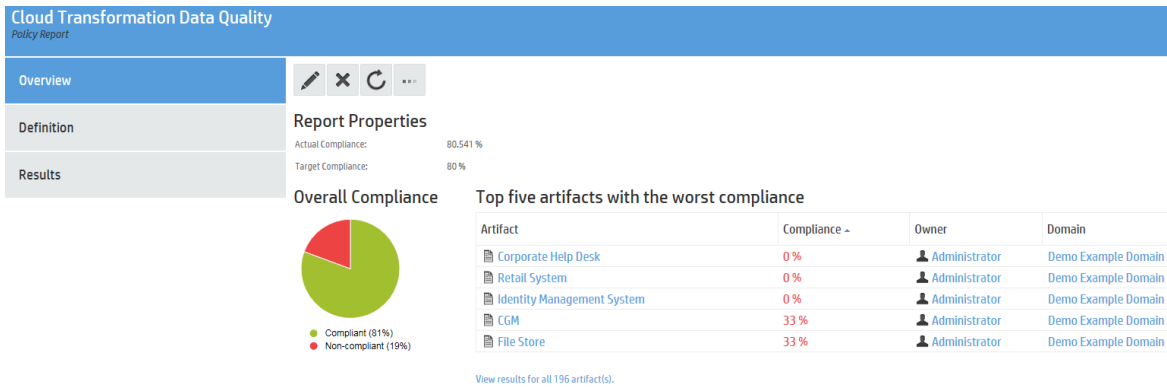 Cloud Transformation Data Quality
Policy Report
Overview
Definition
Results
Report Properties
Actual Compliance: 80.541 %
Target Compliance: 80 %
Overall Compliance
Compliant (81%)
Non-compliant (19%)
Top five artifacts with the worst compliance
Artifact Compliance Owner Domain
Corporate Help Desk 0 % Administrator Demo Example Domain
Retail System 0 % Administrator Demo Example Domain
Identity Management System 0 % Administrator Demo Example Domain
CGM 33 % Administrator Demo Example Domain
File Store 33 % Administrator Demo Example Domain
View results for all 196 artifact(s).